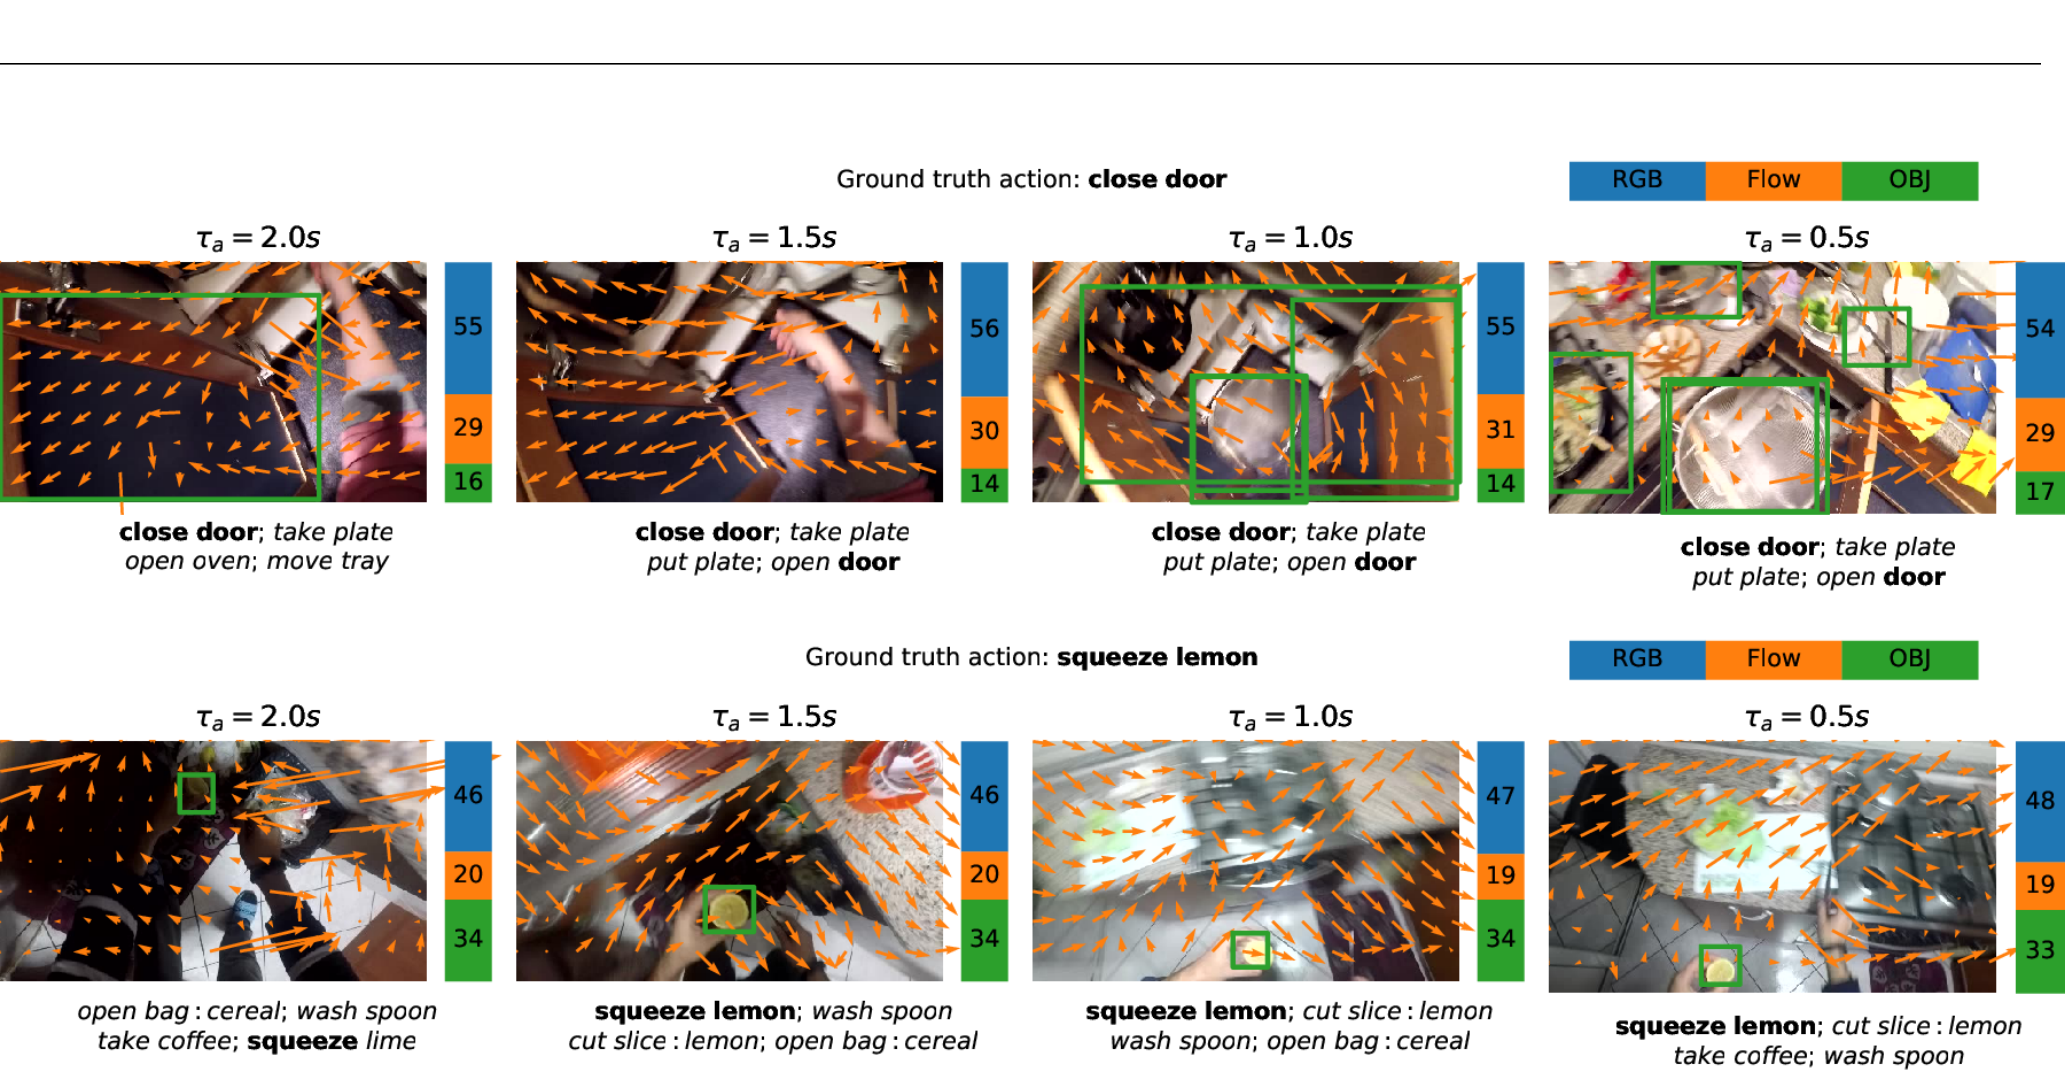 Ground truth action: close door
RGB Flow OBJ
τa = 2.0s τa = 1.5s τa = 1.0s τa = 0.5s
55 56 55 54
29 30 31 29
16 14 14 17
close door; take plate
open oven; move tray
close door; take plate
put plate; open door
close door; take plate
put plate; open door
close door; take plate
put plate; open door
Ground truth action: squeeze lemon
RGB Flow OBJ
τa = 2.0s τa = 1.5s τa = 1.0s τa = 0.5s
46 46 47 48
20 20 19 19
34 34 34 33
open bag:cereal; wash spoon
take coffee; squeeze lime
squeeze lemon; wash spoon
cut slice:lemon; open bag:cereal
squeeze lemon; cut slice:lemon
wash spoon; open bag:cereal
squeeze lemon; cut slice:lemon
take coffee; wash spoon